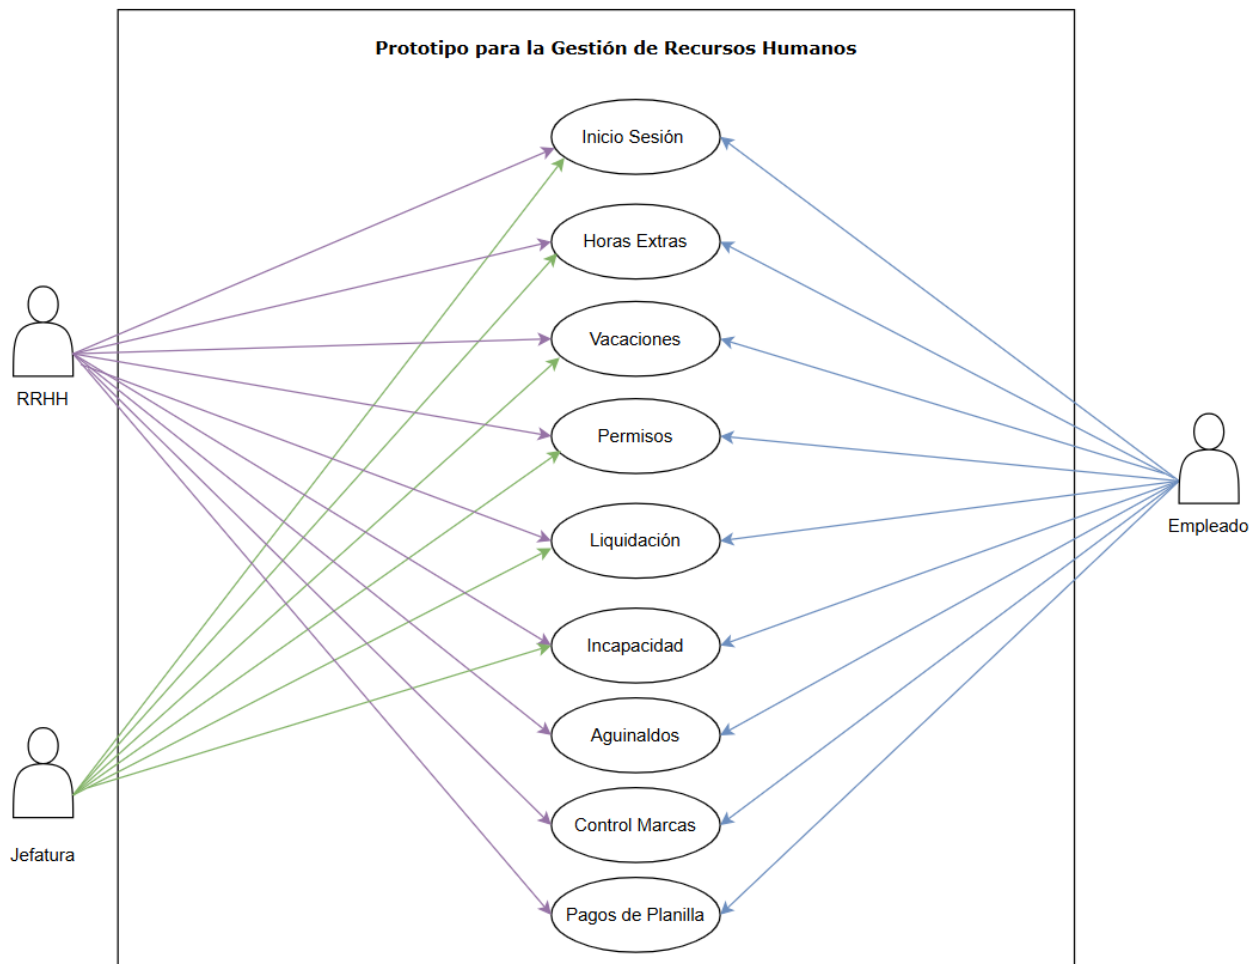 Prototipo para la Gestión de Recursos Humanos
Inicio Sesión
Horas Extras
Vacaciones
RRHH
Permisos
Empleado
Liquidación
Incapacidad
Aguinaldos
Control Marcas
Jefatura
Pagos de Planilla